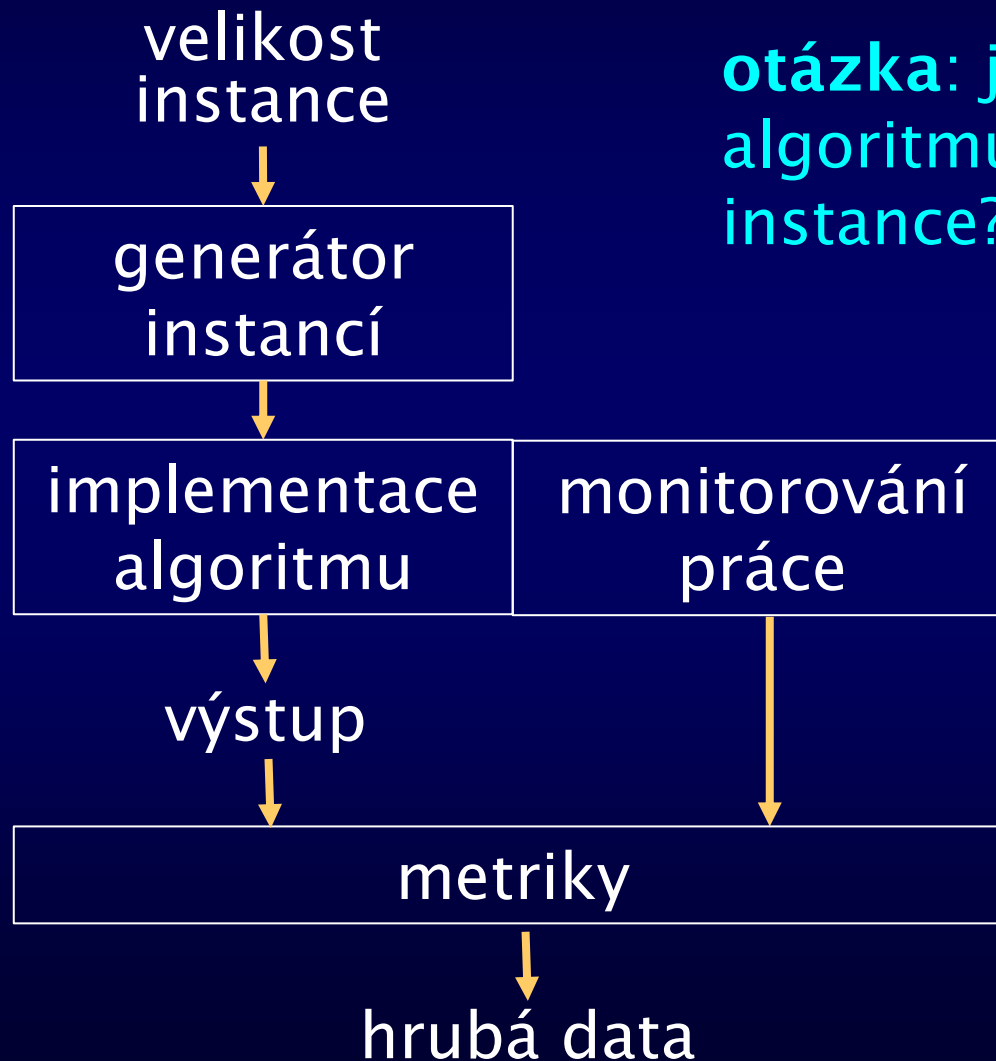 velikost
instance
otázka: j
algoritmu
instance?
generátor
instancí
implementace
algoritmu
monitorování
práce
výstup
metriky
hrubá data